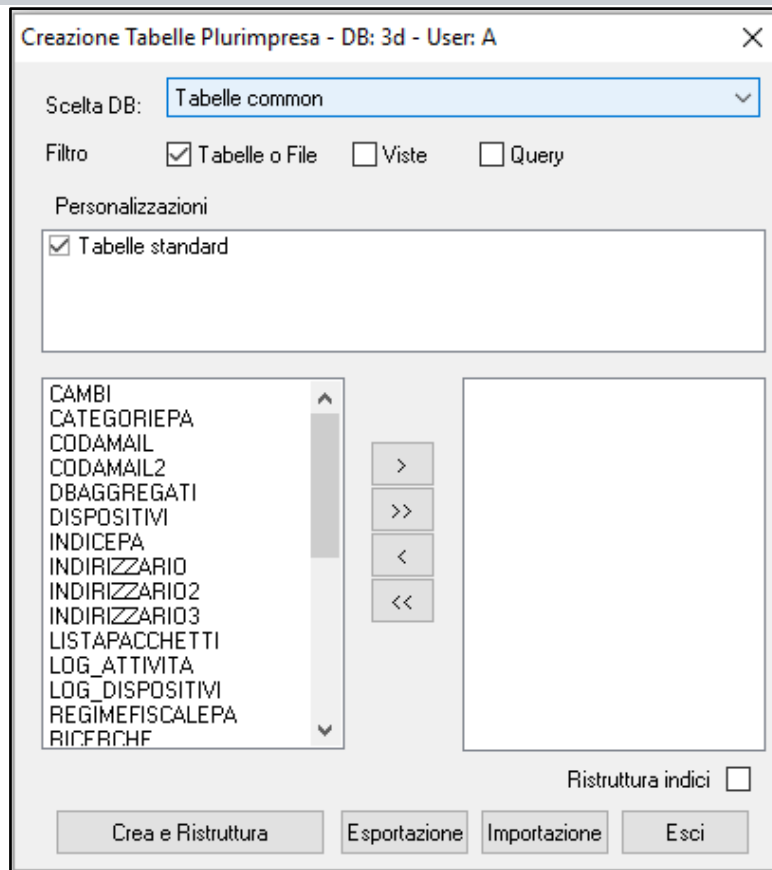 Creazione Tabelle Plurimpresa - DB: 3d - User: A
Scelta DB: Tabelle common
Filtro Tabelle o File Viste Query
Personalizzazioni
Tabelle standard
CAMBI
CATEGORIEPA
CODAMAIL
CODAMAIL2
DBAGGREGATI
DISPOSITIVI
INDICEPA
INDIRIZZARIO
INDIRIZZARIO2
INDIRIZZARIO3
LISTAPACCHETTI
LOG_ATTIVITA
LOG_DISPOSITIVI
REGIMEFISCALEPA
RICERCHE
>
>>
<
<<
Ristruttura indici
Crea e Ristruttura Esportazione Importazione Esci